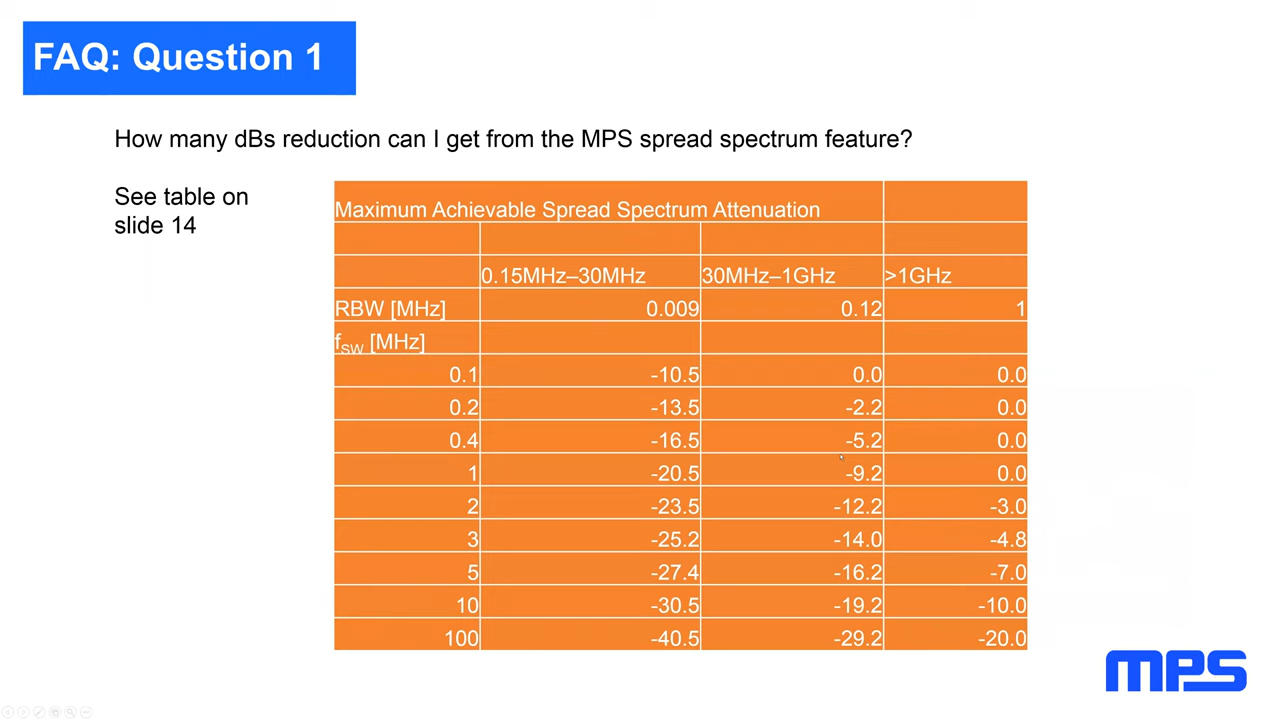 FAQ: Question 1
How many dBs reduction can I get from the MPS spread spectrum feature?
See table on
slide 14
Maximum Achievable Spread Spectrum Attenuation
0.15MHz–30MHz 30MHz–1GHz >1GHz
RBW [MHz] 0.009 0.12 1
fSW [MHz]
0.1 -10.5 0.0 0.0
0.2 -13.5 -2.2 0.0
0.4 -16.5 -5.2 0.0
1 -20.5 -9.2 0.0
2 -23.5 -12.2 -3.0
3 -25.2 -14.0 -4.8
5 -27.4 -16.2 -7.0
10 -30.5 -19.2 -10.0
100 -40.5 -29.2 -20.0
mPS